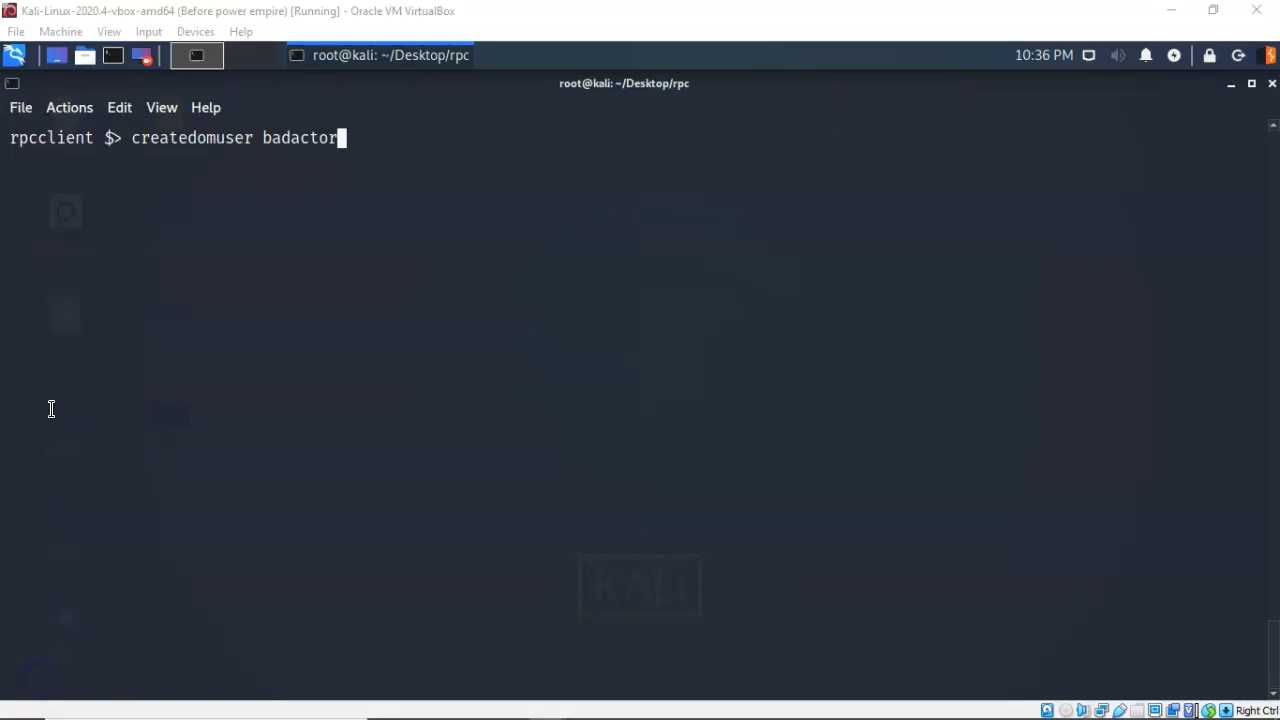 Kali-Linux-2020.4-vbox-amd64 (Before power empire) [Running] - Oracle VM VirtualBox
File Machine View Input Devices Help
root@kali: ~/Desktop/rpc 10:36 PM
root@kali: ~/Desktop/rpc
File Actions Edit View Help
rpcclient $> createdomuser badactor
KALI
Right Ctrl